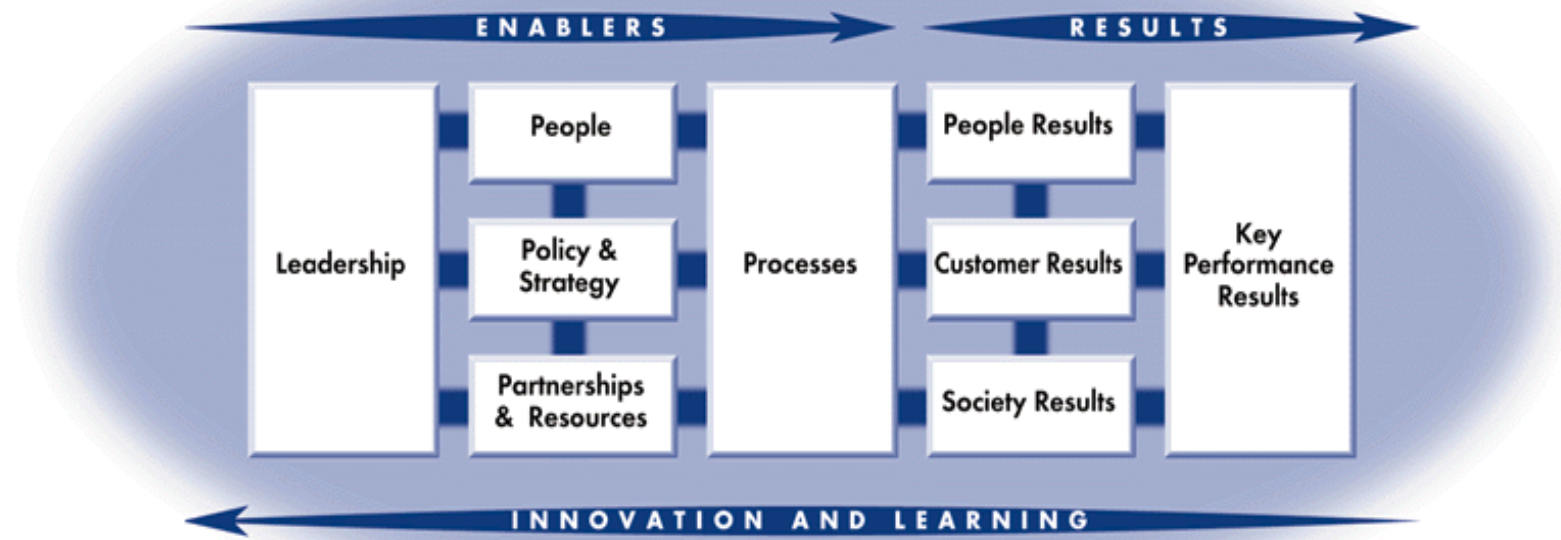 ENABLERS
RESULTS
People
People Results
Leadership
Policy &
Strategy
Processes
Customer Results
Key
Performance
Results
Partnerships
& Resources
Society Results
INNOVATION AND LEARNING